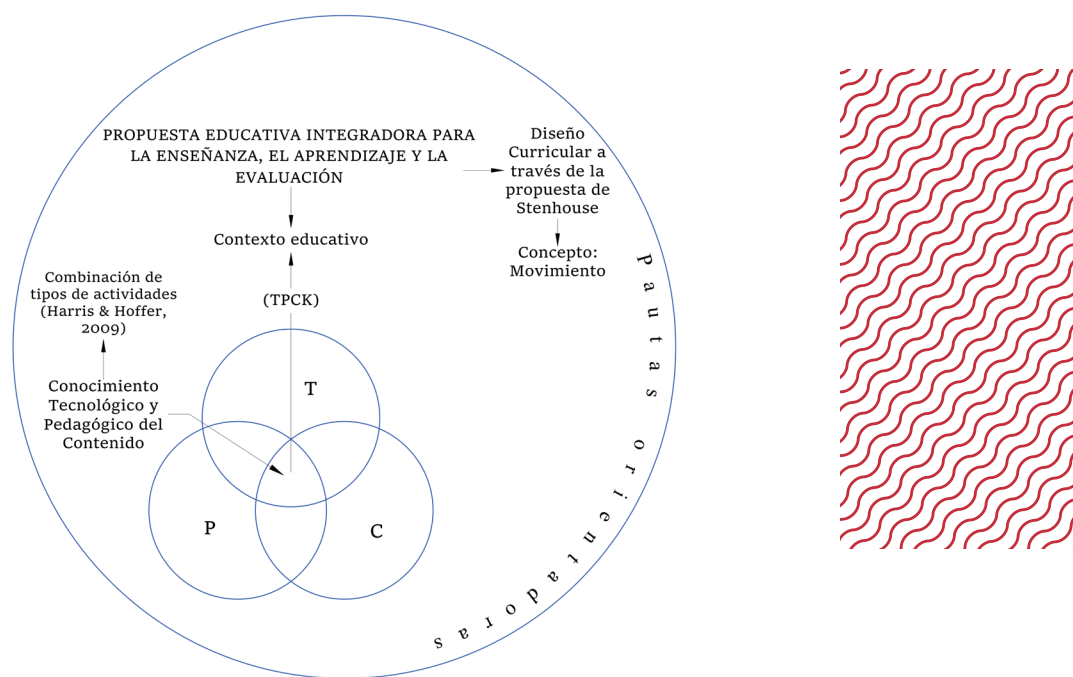 PROPUESTA EDUCATIVA INTEGRADORA PARA
LA ENSEÑANZA, EL APRENDIZAJE Y LA
EVALUACIÓN
Diseño
Curricular a
través de la
propuesta de
Stenhouse
Contexto educativo
Concepto:
Movimiento
Combinación de
tipos de actividades
(Harris & Hoffer,
2009)
(TPCK)
Conocimiento
Tecnológico y
Pedagógico del
Contenido
T
P
C
Pautas orientadoras